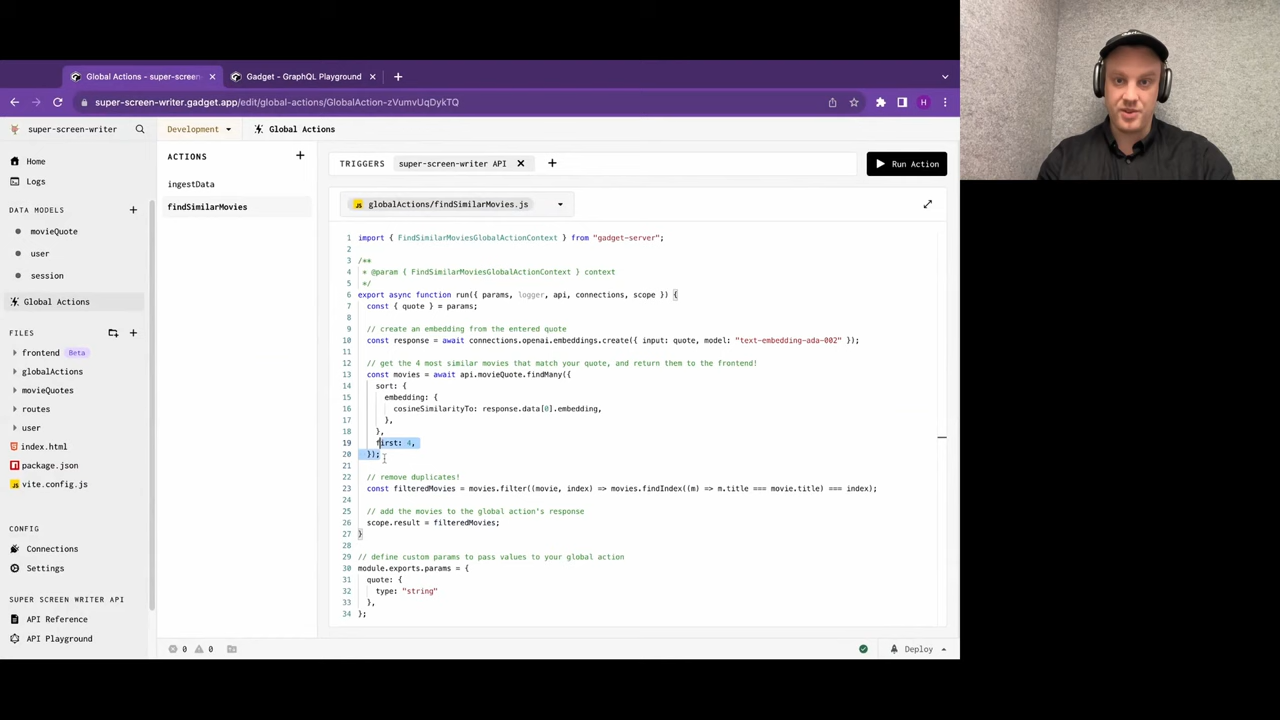 Global Actions - super-screen
Gadget - GraphQL Playground
super-screen-writer.gadget.app/edit/global-actions/GlobalAction-zVumvUqDykTQ
H
super-screen-writer
Development
Global Actions
Home
Logs
DATA MODELS
movieQuote
user
session
Global Actions
FILES
frontend Beta
globalActions
movieQuotes
routes
user
index.html
package.json
vite.config.js
CONFIG
Connections
Settings
SUPER SCREEN WRITER API
API Reference
API Playground
ACTIONS
ingestData
findSimilarMovies
TRIGGERS super-screen-writer API
Run Action
JS globalActions/findSimilarMovies.js
1 import { FindSimilarMoviesGlobalActionContext } from "gadget-server";
2
3 /**
4 * @param { FindSimilarMoviesGlobalActionContext } context
5 */
6 export async function run({ params, logger, api, connections, scope }) {
7 const { quote } = params;
8
9 // create an embedding from the entered quote
10 const response = await connections.openai.embeddings.create({ input: quote, model: "text-embedding-ada-002" });
11
12 // get the 4 most similar movies that match your quote, and return them to the frontend!
13 const movies = await api.movieQuote.findMany({
14 sort: {
15 embedding: {
16 cosineSimilarityTo: response.data[0].embedding,
17 },
18 },
19 first: 4,
20 });
21
22 // remove duplicates!
23 const filteredMovies = movies.filter((movie, index) => movies.findIndex((m) => m.title === movie.title) === index);
24
25 // add the movies to the global action's response
26 scope.result = filteredMovies;
27 }
28
29 // define custom params to pass values to your global action
30 module.exports.params = {
31 quote: {
32 type: "string"
33 },
34 };
0 0
Deploy